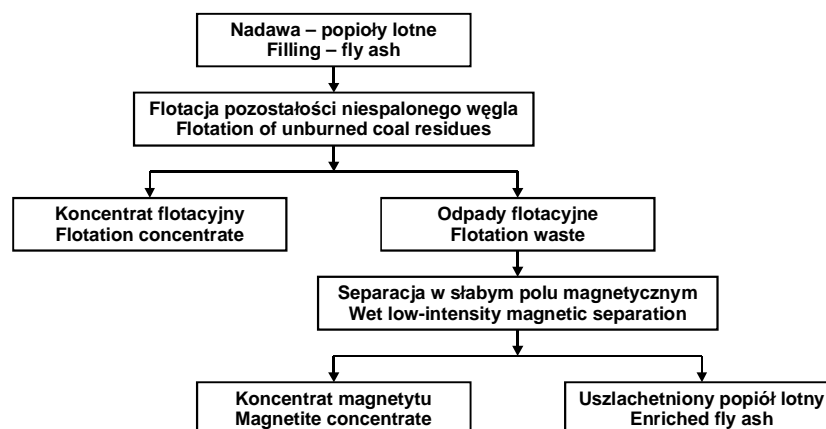 Nadawa – popioły lotne
Filling – fly ash
Flotacja pozostałości niespalonego węgla
Flotation of unburned coal residues
Koncentrat flotacyjny
Flotation concentrate
Odpady flotacyjne
Flotation waste
Separacja w słabym polu magnetycznym
Wet low-intensity magnetic separation
Koncentrat magnetytu
Magnetite concentrate
Uszlachetniony popiół lotny
Enriched fly ash